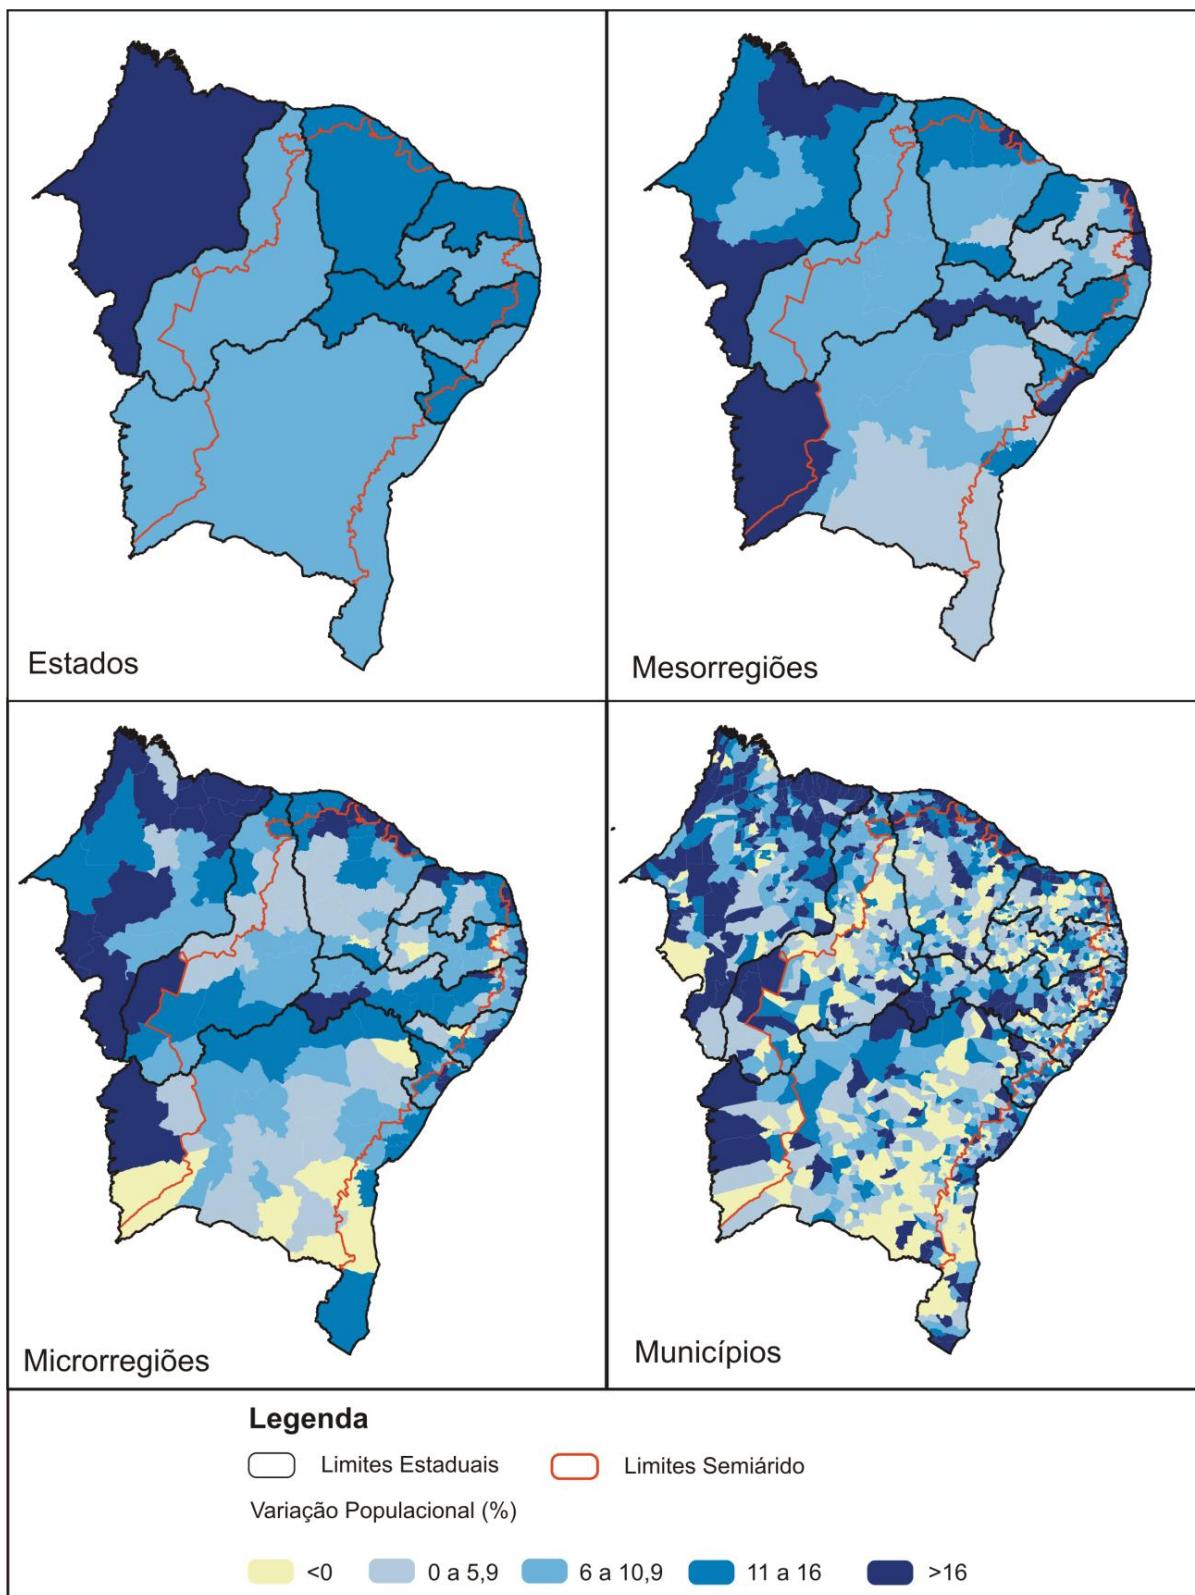 Estados
Mesorregiões
Microrregiões
Municípios
Legenda
Limites Estaduais
Limites Semiárido
Variação Populacional (%)
<0
0 a 5,9
6 a 10,9
11 a 16
>16